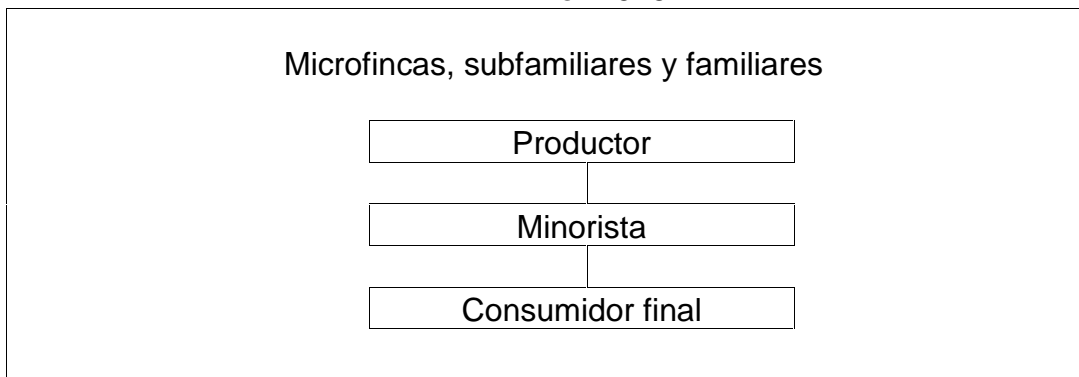 Microfincas, subfamiliares y familiares
Productor
Minorista
Consumidor final